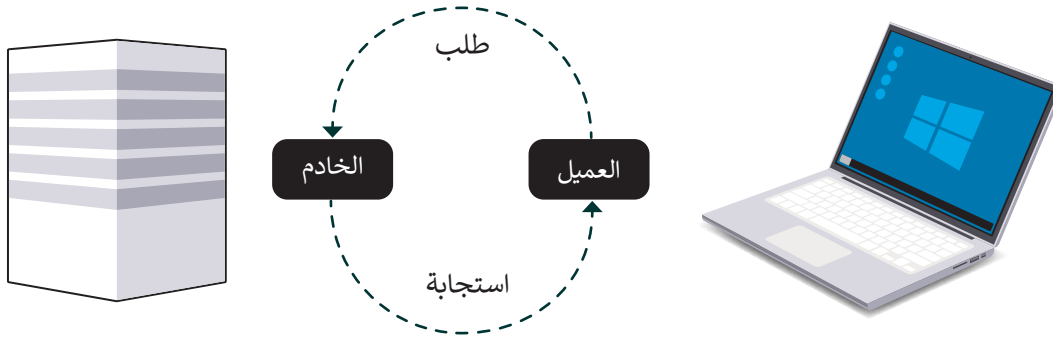 طلب
العميل
الخادم
استجابة